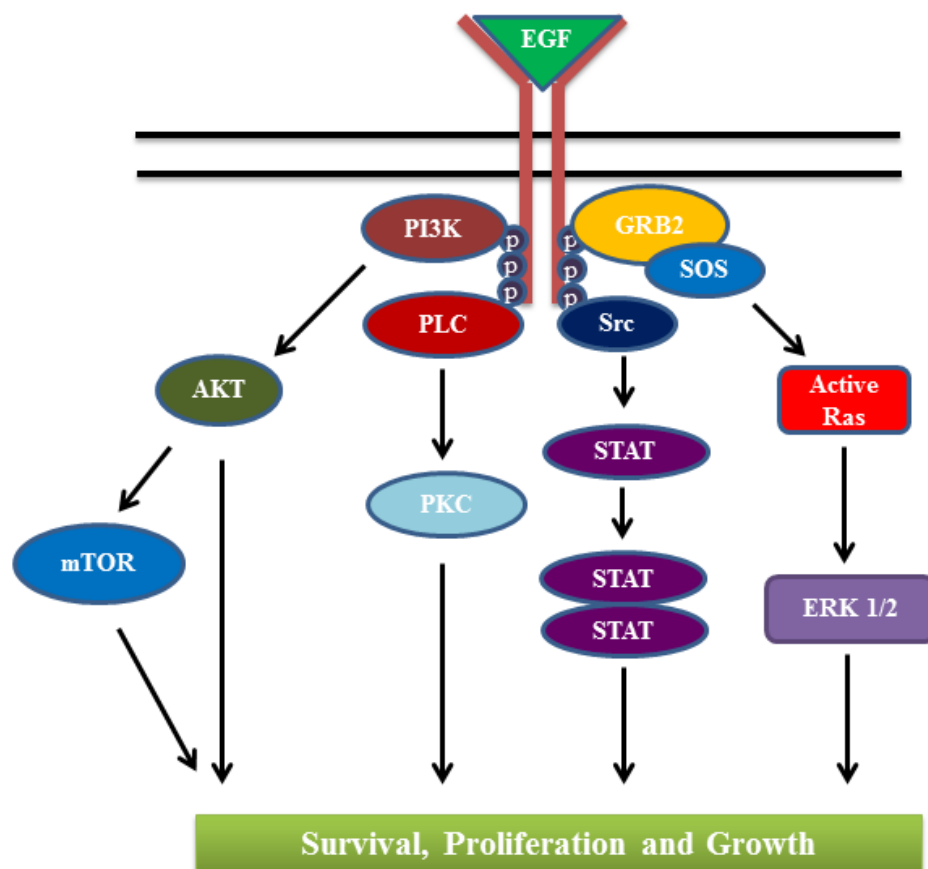 EGF
PI3K
GRB2
p
p
SOS
p
p
p
p
PLC
Src
AKT
Active
Ras
STAT
PKC
mTOR
STAT
ERK 1/2
STAT
Survival, Proliferation and Growth